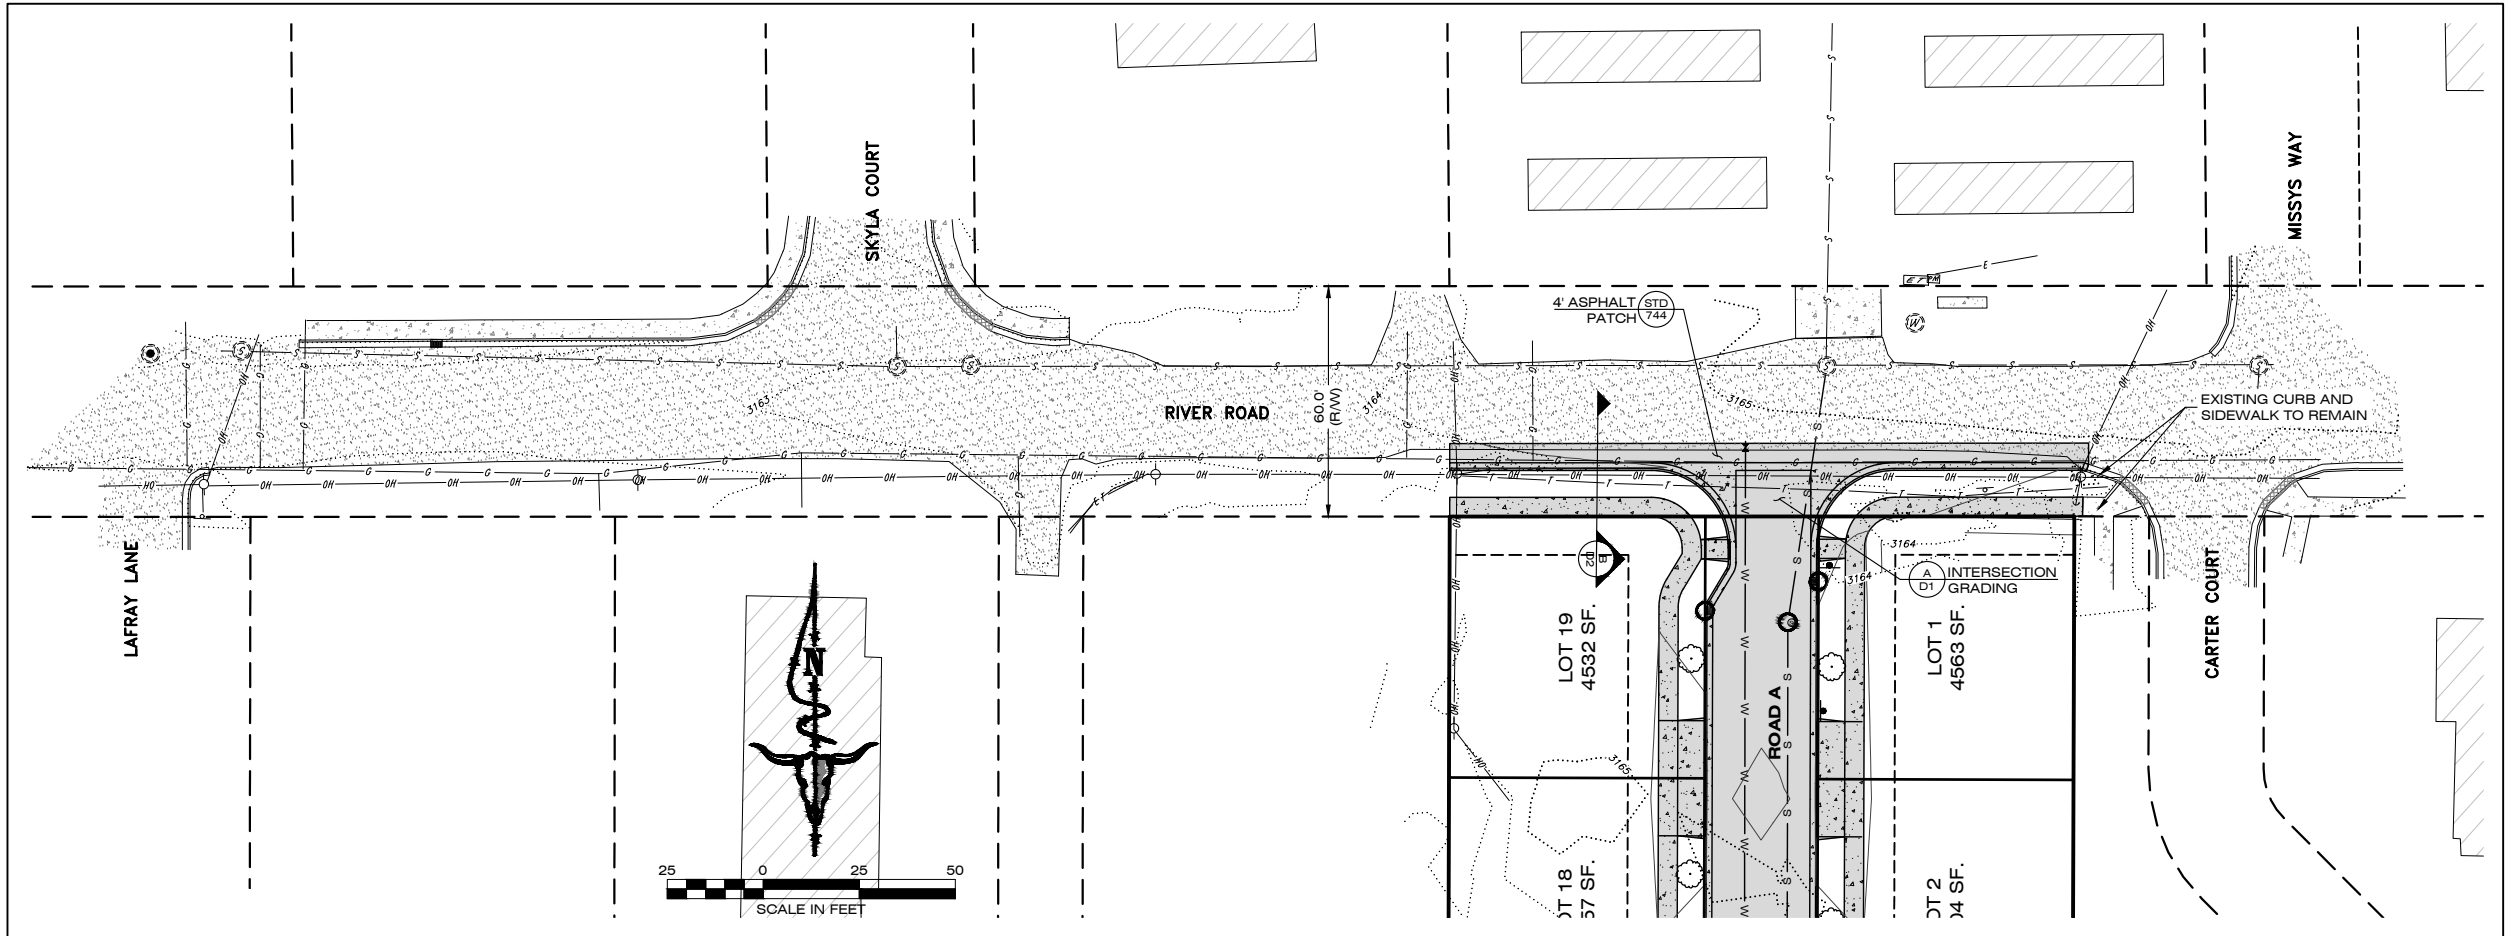 SKYLA COURT
MISSYS WAY
4' ASPHALT
PATCH
STD
744
E
ET
W
3163
RIVER ROAD
60.0'
(R/W)
3164
3165
EXISTING CURB AND
SIDEWALK TO REMAIN
LAFRAY LANE
CARTER COURT
B
D2
3164
3164
A
D1
INTERSECTION
GRADING
LOT 19
4532 SF.
LOT 1
4563 SF.
ROAD A
N
3165
25 0 25 50
SCALE IN FEET
OT 18
57 SF.
OT 2
04 SF.